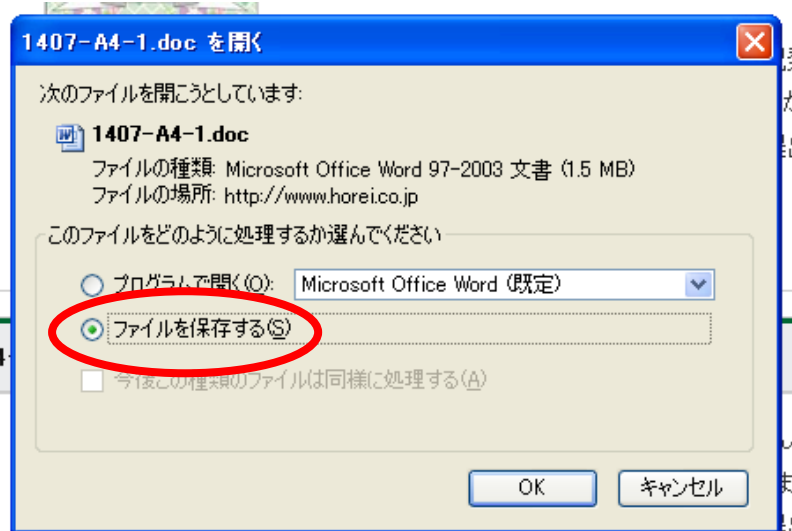 1407-A4-1.doc を開く
次のファイルを開こうとしています:
1407-A4-1.doc
ファイルの種類: Microsoft Office Word 97-2003 文書 (1.5 MB)
ファイルの場所: http://www.horei.co.jp
このファイルをどのように処理するか選んでください
プログラムで開く(O): Microsoft Office Word (既定)
ファイルを保存する(S)
今後この種類のファイルは同様に処理する(A)
OK キャンセル